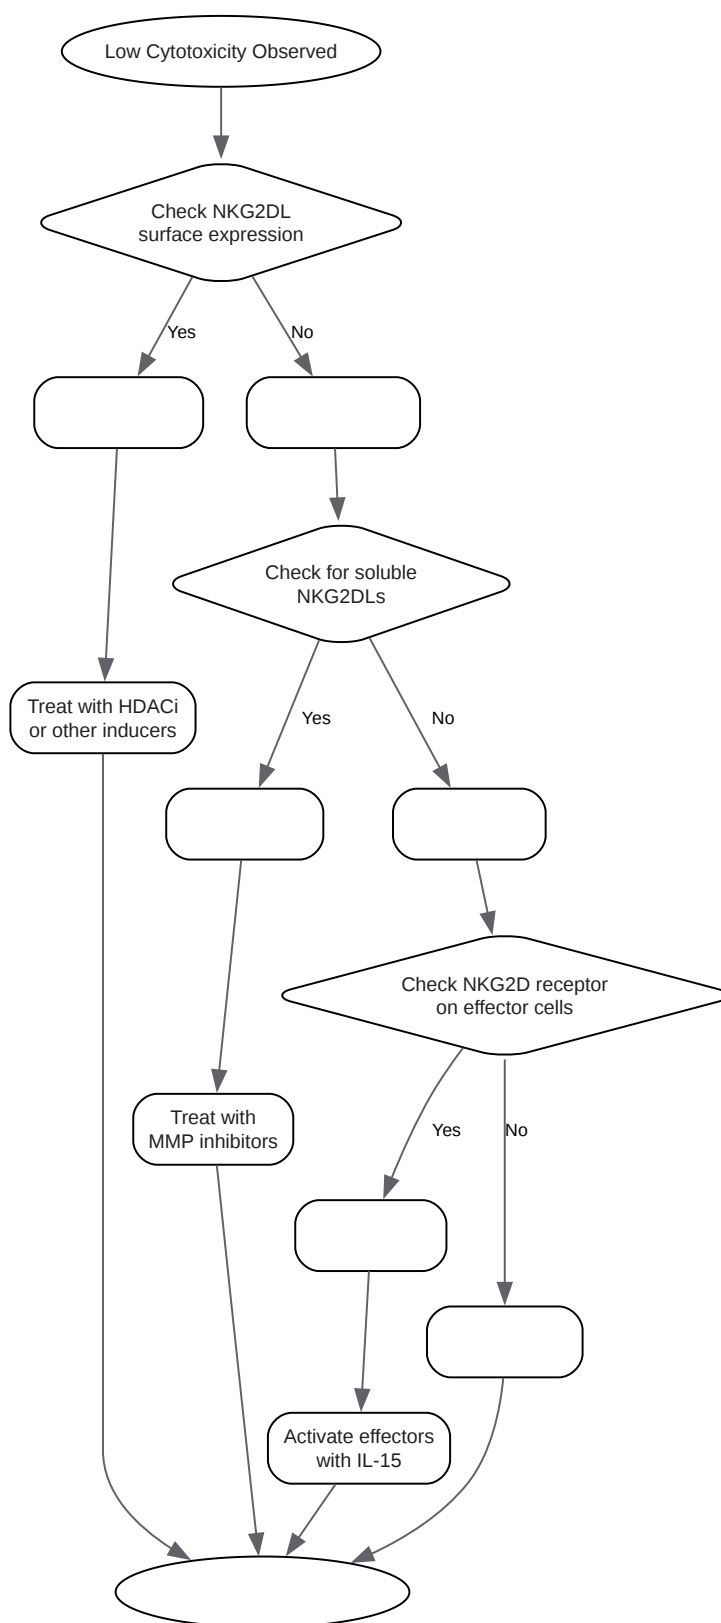 Low Cytotoxicity Observed
Check NKG2DL
surface expression
Yes
No
Check for soluble
NKG2DLs
Treat with HDACi
or other inducers
Yes
No
Check NKG2D receptor
on effector cells
Treat with
MMP inhibitors
Yes
No
Activate effectors
with IL-15